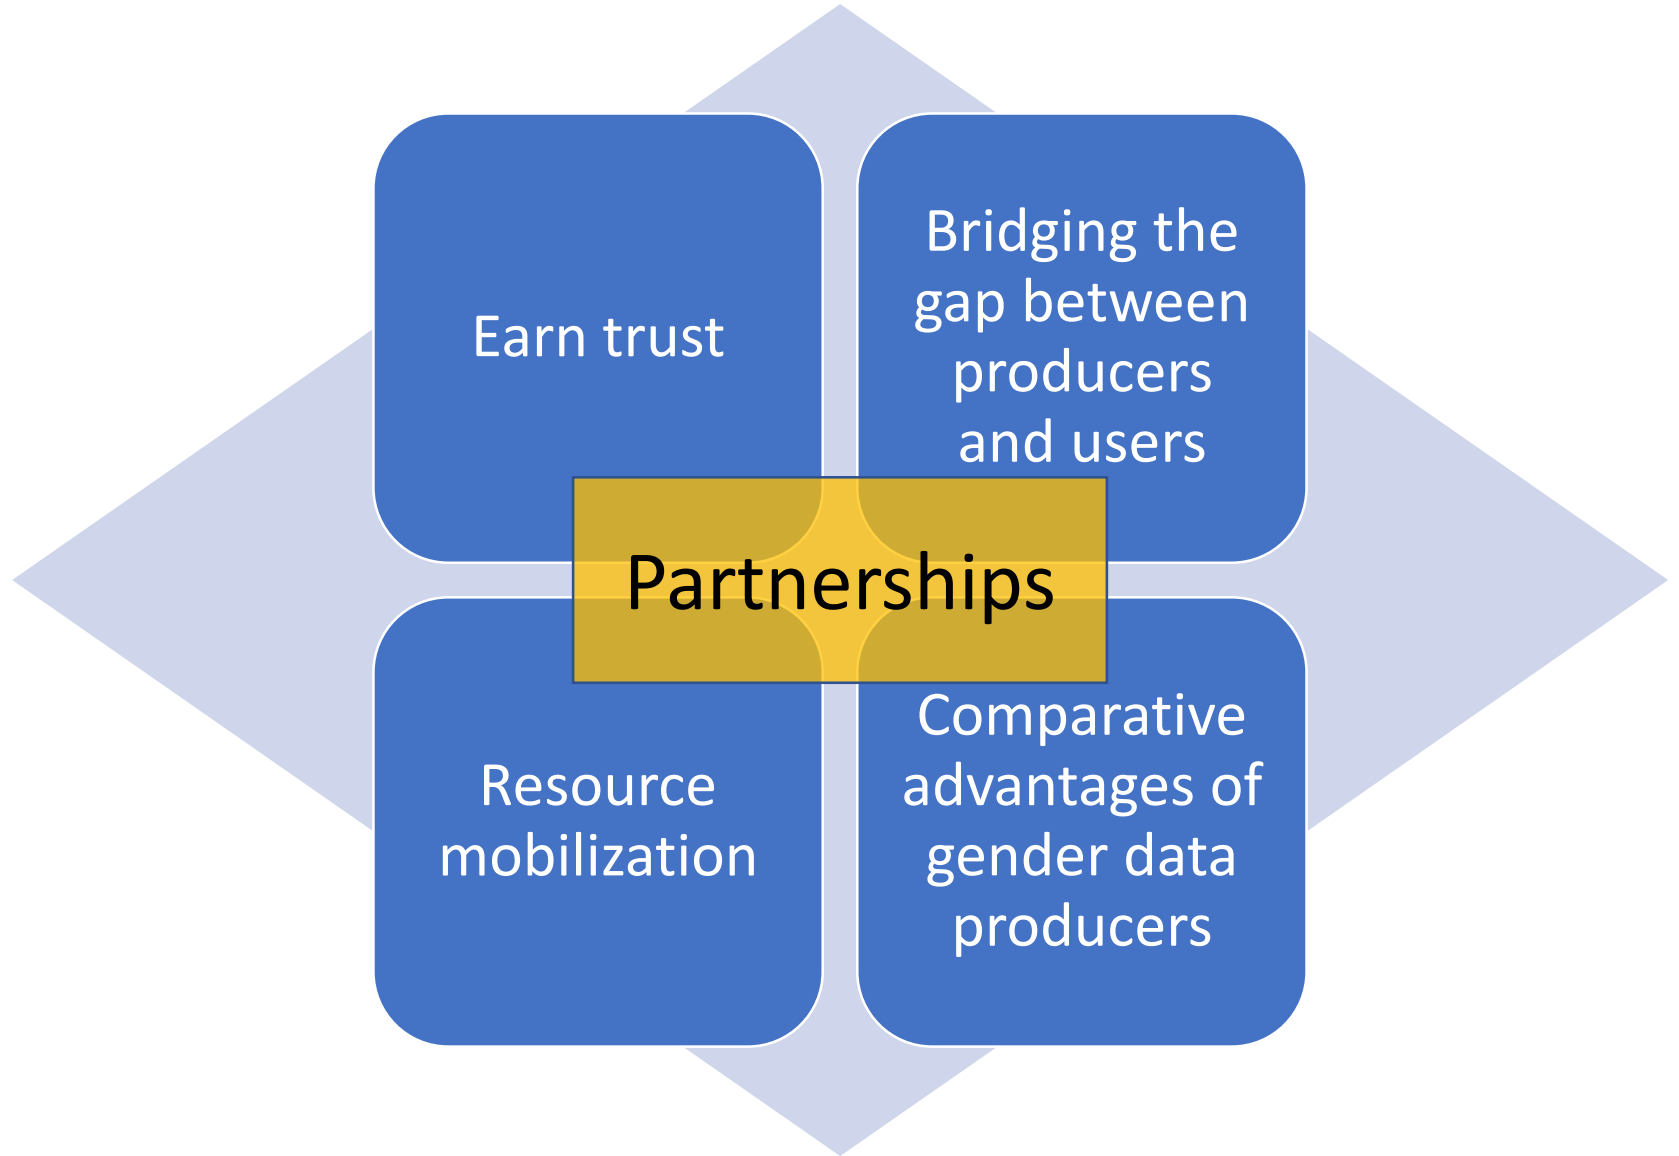 Earn trust
Bridging the
gap between
producers
and users
Partnerships
Resource
mobilization
Comparative
advantages of
gender data
producers